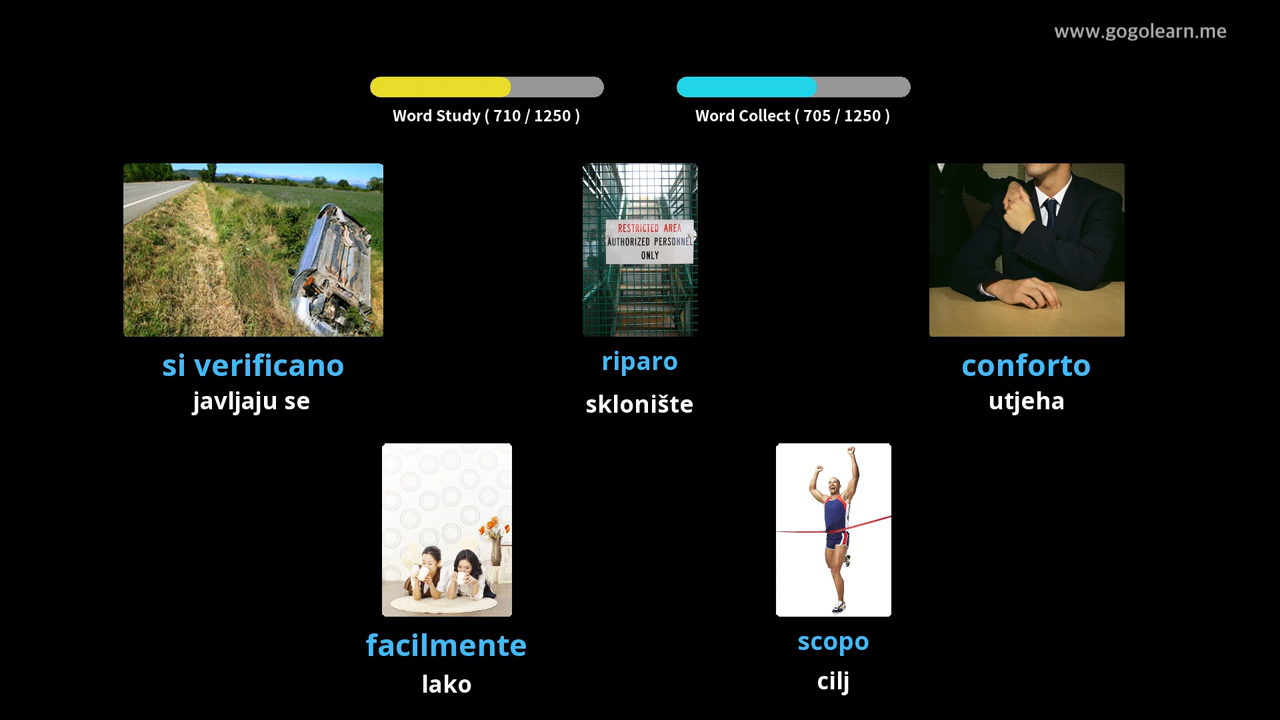 www.gogolearn.me
Word Study ( 710 / 1250 )
Word Collect ( 705 / 1250 )
RESTRICTED AREA
AUTHORIZED PERSONNEL
ONLY
si verificano
javljaju se
riparo
sklonište
conforto
utjeha
facilmente
lako
scopo
cilj